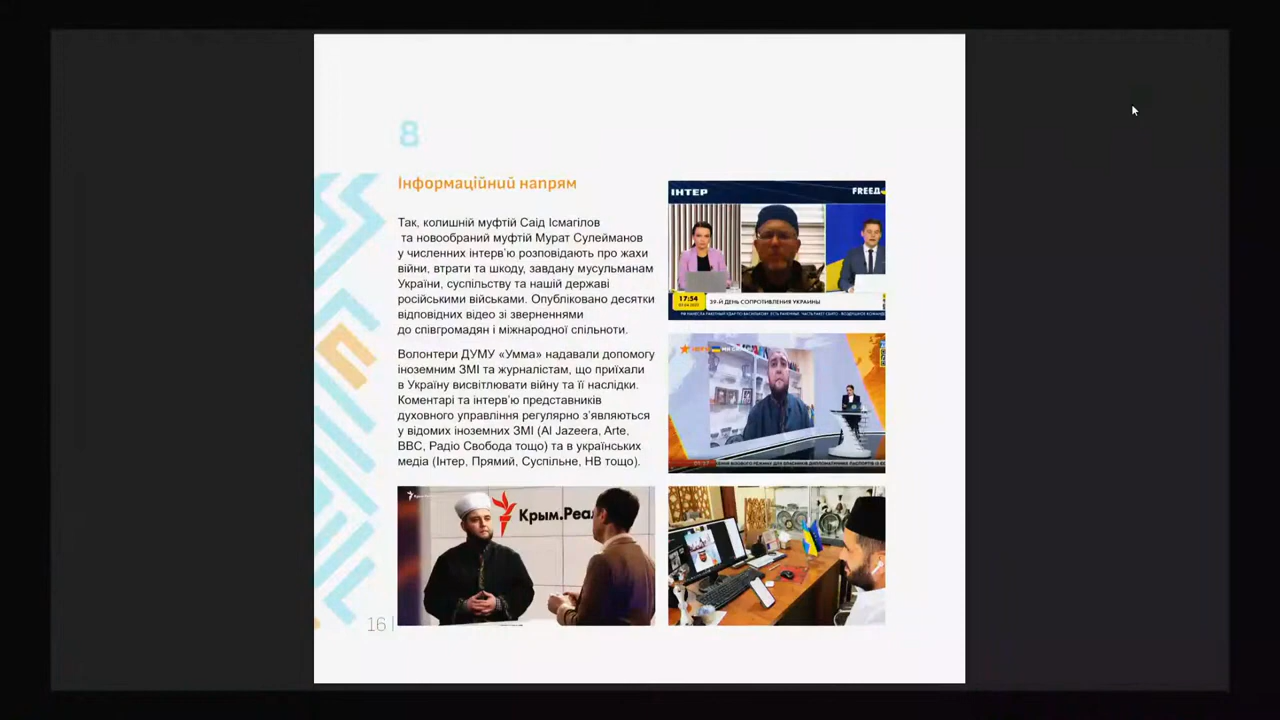 8
Інформаційний напрям
Так, колишній муфтій Саід Ісмагілов
та новообраний муфтій Мурат Сулейманов
у численних інтерв'ю розповідають про жахи
війни, втрати та шкоду, завдану мусульманам
України, суспільству та нашій державі
російськими військами. Опубліковано десятки
відповідних відео зі зверненнями
до співгромадян і міжнародної спільноти.
Волонтери ДУМУ «Умма» надавали допомогу
іноземним ЗМІ та журналістам, що приїхали
в Україну висвітлювати війну та її наслідки.
Коментарі та інтерв'ю представників
духовного управління регулярно з'являються
у відомих іноземних ЗМІ (Al Jazeera, Arte,
BBC, Радіо Свобода тощо) та в українських
медіа (Інтер, Прямий, Суспільне, НВ тощо).
ІНТЕР
FREEД
17:54
39-Й ДЕНЬ СОПРОТИВЛЕНИЯ УКРАИНЫ
Крым.Реа
16